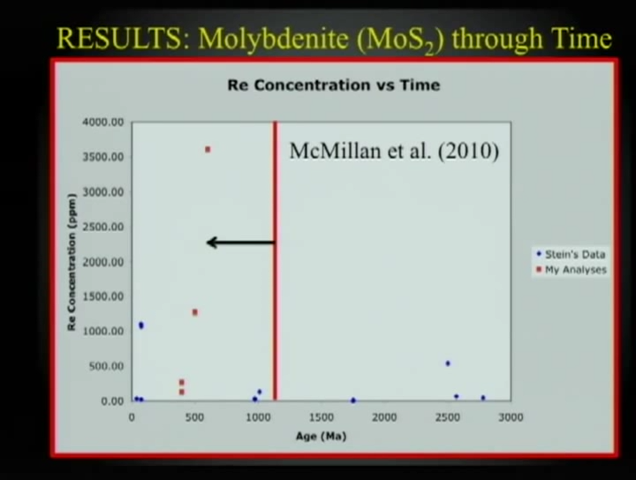 RESULTS: Molybdenite (MoS₂) through Time
Re Concentration vs Time
McMillan et al. (2010)
Re Concentration (ppm)
4000.00
3500.00
3000.00
2500.00
2000.00
1500.00
1000.00
500.00
0.00
0 500 1000 1500 2000 2500 3000
Age (Ma)
Stein's Data
My Analyses